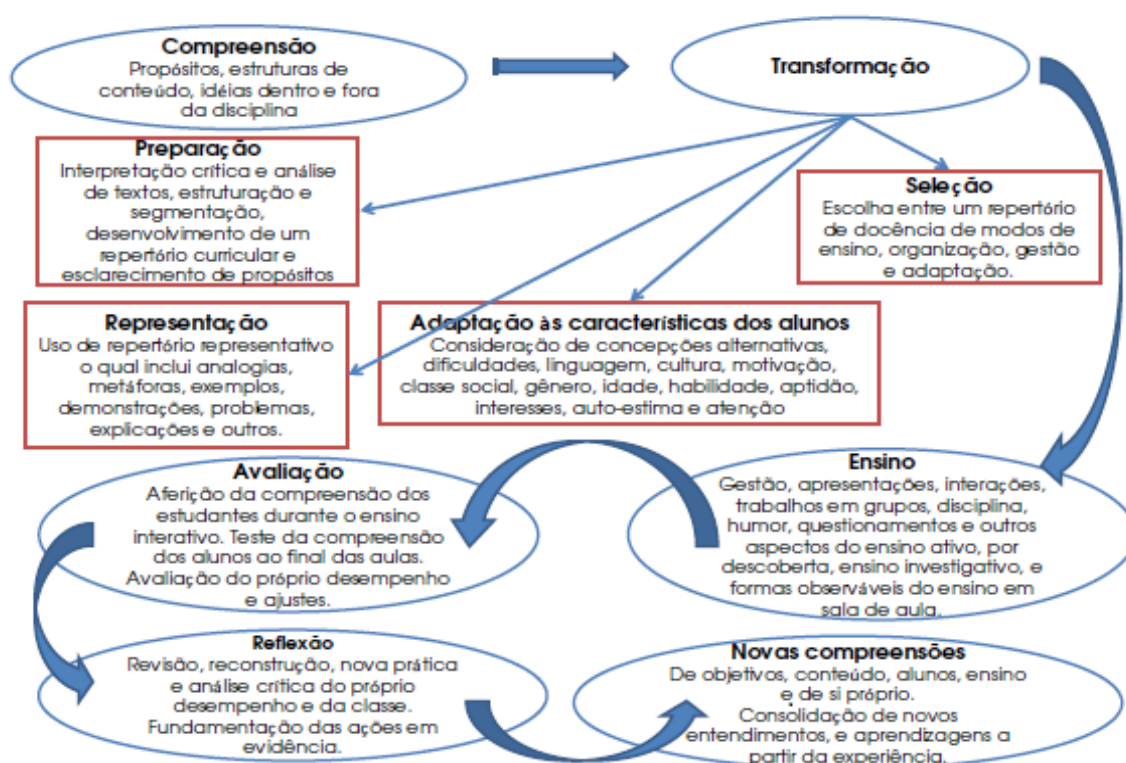 Compreensão
Propósitos, estruturas de
conteúdo, idéias dentro e fora
da disciplina
Transformação
Preparação
Interpretação crítica e análise
de textos, estruturação e
segmentação,
desenvolvimento de um
repertório curricular e
esclarecimento de propósitos
Seleção
Escolha entre um repertório
de docência de modos de
ensino, organização, gestão
e adaptação.
Representação
Uso de repertório representativo
o qual inclui analogias,
metáforas, exemplos,
demonstrações, problemas,
explicações e outros.
Adaptação às características dos alunos
Consideração de concepções alternativas,
dificuldades, linguagem, cultura, motivação,
classe social, gênero, idade, habilidade, aptidão,
interesses, auto-estima e atenção
Avaliação
Aferição da compreensão dos
estudantes durante o ensino
interativo. Teste da compreensão
dos alunos ao final das aulas.
Avaliação do próprio desempenho
e ajustes.
Ensino
Gestão, apresentações, interações,
trabalhos em grupos, disciplina,
humor, questionamentos e outros
aspectos do ensino ativo, por
descoberta, ensino investigativo, e
formas observáveis do ensino em
sala de aula.
Reflexão
Revisão, reconstrução, nova prática
e análise crítica do próprio
desempenho e da classe.
Fundamentação das ações em
evidência.
Novas compreensões
De objetivos, conteúdo, alunos, ensino
e de si próprio.
Consolidação de novos
entendimentos, e aprendizagens a
partir da experiência.